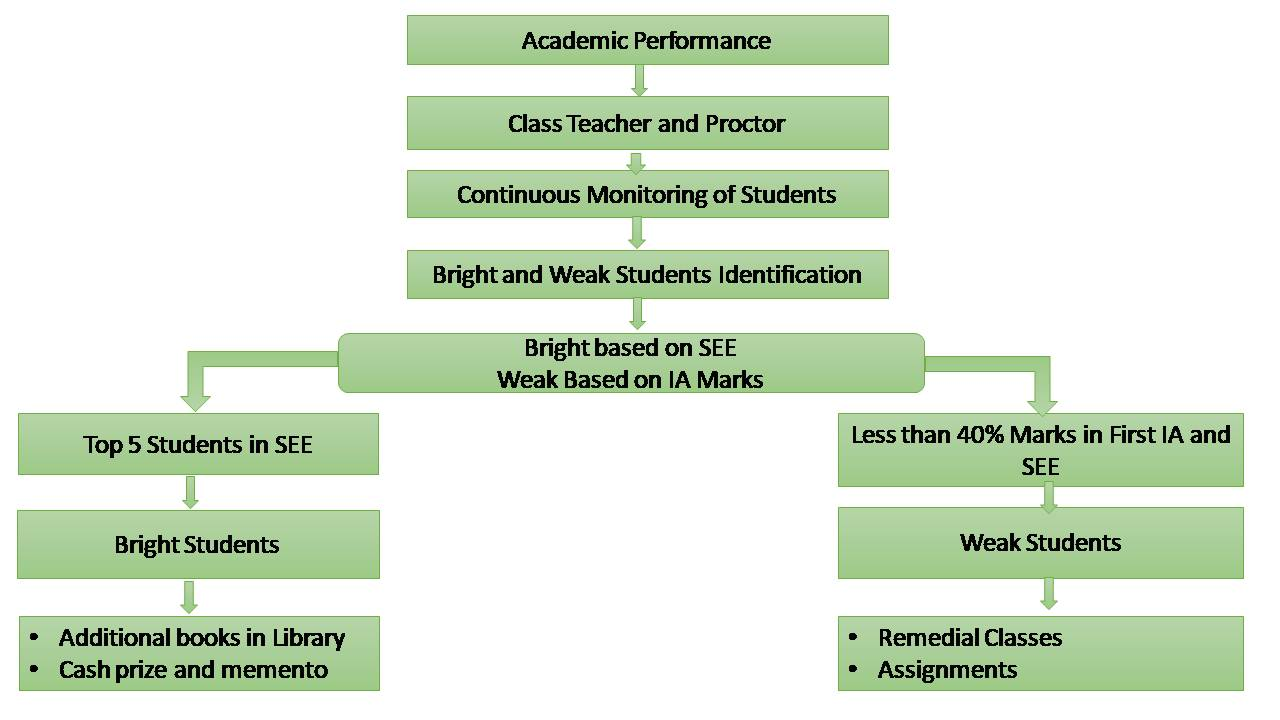 Academic Performance
Class Teacher and Proctor
Continuous Monitoring of Students
Bright and Weak Students Identification
Bright based on SEE
Weak Based on IA Marks
Top 5 Students in SEE
Bright Students
• Additional books in Library
• Cash prize and memento
Less than 40% Marks in First IA and
SEE
Weak Students
• Remedial Classes
• Assignments